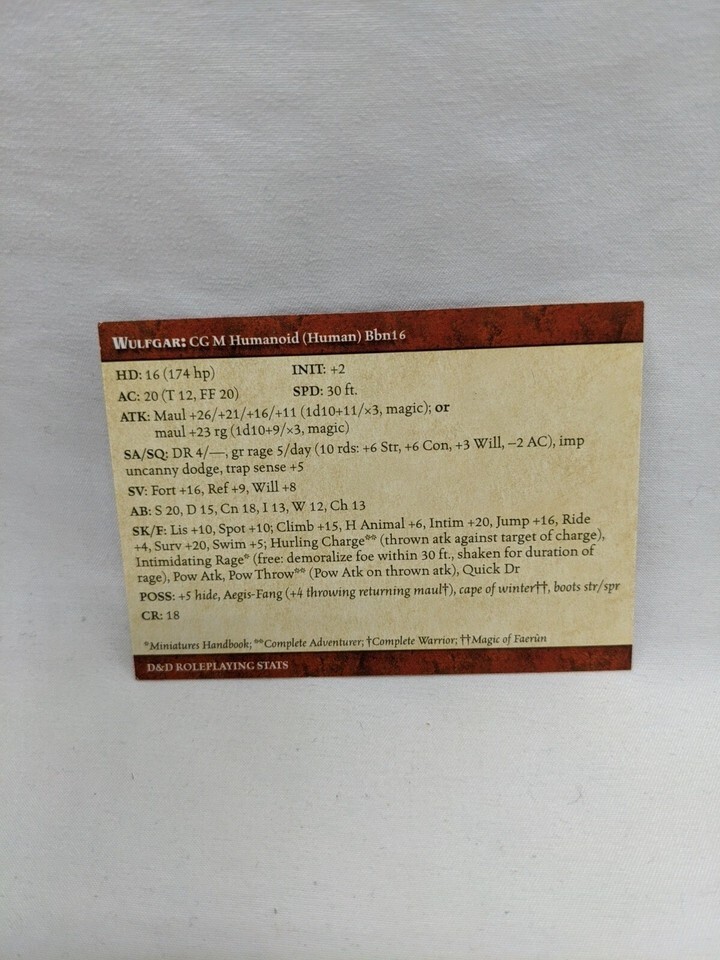 WULFGAR: CG M Humanoid (Human) Bbn16
HD: 16 (174 hp) INIT: +2
AC: 20 (T 12, FF 20) SPD: 30 ft.
ATK: Maul +26/+21/+16/+11 (1d10+11/×3, magic); or
maul +23 rg (1d10+9/×3, magic)
SA/SQ: DR 4/—, gr rage 5/day (10 rds: +6 Str, +6 Con, +3 Will, –2 AC), imp
uncanny dodge, trap sense +5
SV: Fort +16, Ref +9, Will +8
AB: S 20, D 15, Cn 18, I 13, W 12, Ch 13
SK/F: Lis +10, Spot +10; Climb +15, H Animal +6, Intim +20, Jump +16, Ride
+4, Surv +20, Swim +5; Hurling Charge** (thrown atk against target of charge),
Intimidating Rage* (free: demoralize foe within 30 ft., shaken for duration of
rage), Pow Atk, Pow Throw** (Pow Atk on thrown atk), Quick Dr
POSS: +5 hide, Aegis-Fang (+4 throwing returning maul†), cape of winter††, boots str/spr
CR: 18
*Miniatures Handbook; **Complete Adventurer; †Complete Warrior; ††Magic of Faerûn
D&D ROLEPLAYING STATS